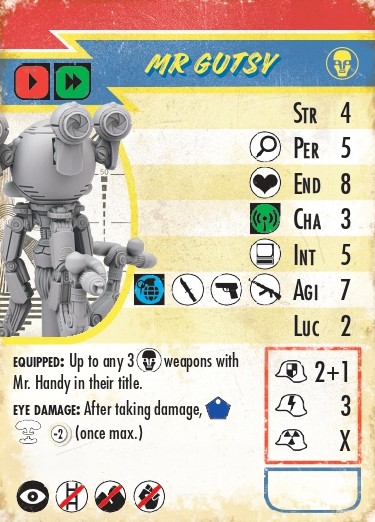 MR GUTSY
STR 4
PER 5
END 8
CHA 3
INT 5
AGI 7
LUC 2
50
EQUIPPED: Up to any 3 weapons with
Mr. Handy in their title.
EYE DAMAGE: After taking damage,
-2 (once max.)
2+1
3
X